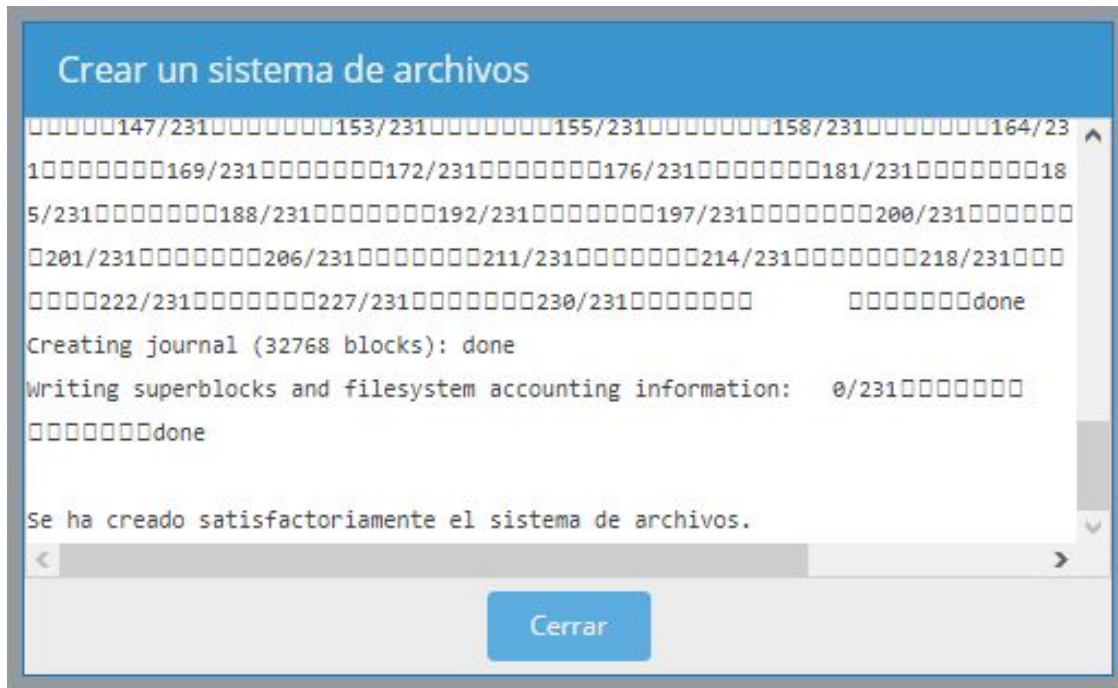 Crear un sistema de archivos
□□□□□147/231□□□□□□□153/231□□□□□□□155/231□□□□□□□158/231□□□□□□□164/23
1□□□□□□□169/231□□□□□□□172/231□□□□□□□176/231□□□□□□□181/231□□□□□□□18
5/231□□□□□□□188/231□□□□□□□192/231□□□□□□□197/231□□□□□□□200/231□□□□□□
□201/231□□□□□□□206/231□□□□□□□211/231□□□□□□□214/231□□□□□□□218/231□□□
□□□□222/231□□□□□□□227/231□□□□□□□230/231□□□□□□□       □□□□□□□done
Creating journal (32768 blocks): done
Writing superblocks and filesystem accounting information:   0/231□□□□□□□
□□□□□□□done
Se ha creado satisfactoriamente el sistema de archivos.
Cerrar